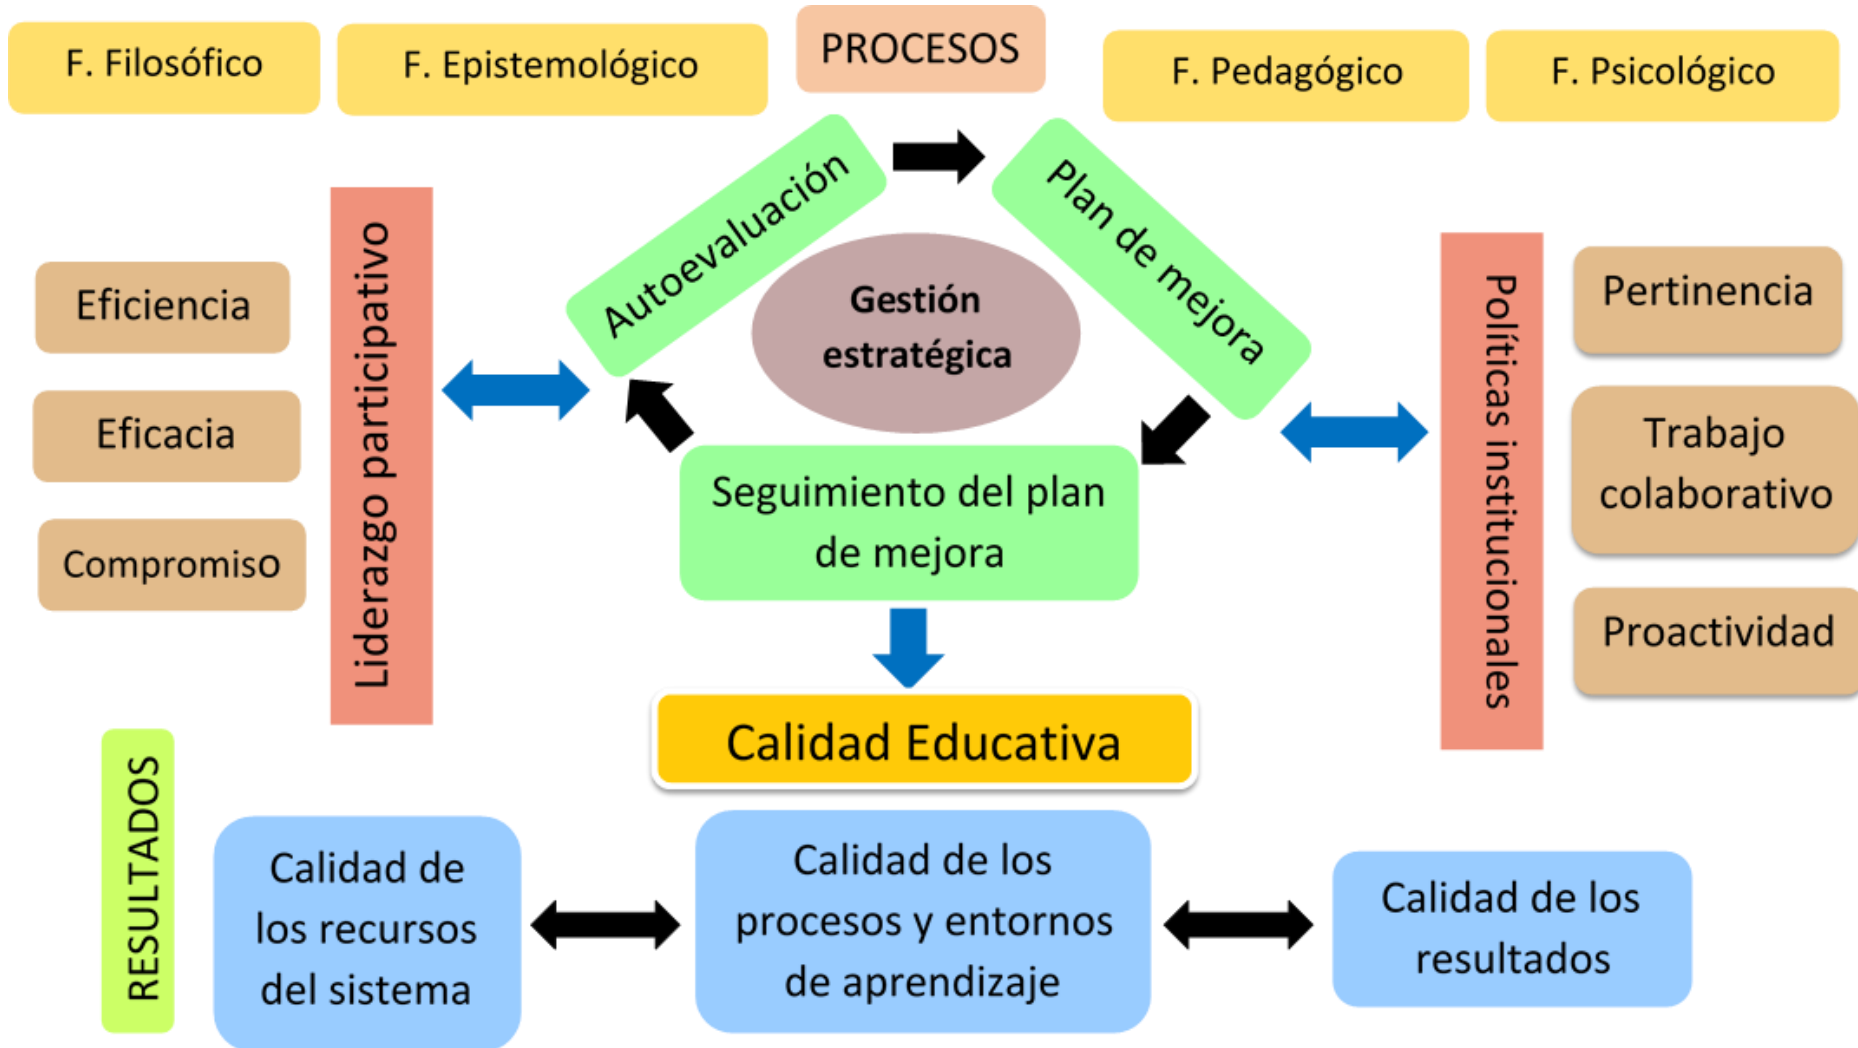 F. Filosófico
F. Epistemológico
PROCESOS
F. Pedagógico
F. Psicológico
Autoevaluación
Plan de mejora
Gestión
estratégica
Liderazgo participativo
Eficiencia
Eficacia
Compromiso
Políticas institucionales
Pertinencia
Trabajo
colaborativo
Proactividad
Seguimiento del plan
de mejora
Calidad Educativa
RESULTADOS
Calidad de
los recursos
del sistema
Calidad de los
procesos y entornos
de aprendizaje
Calidad de los
resultados